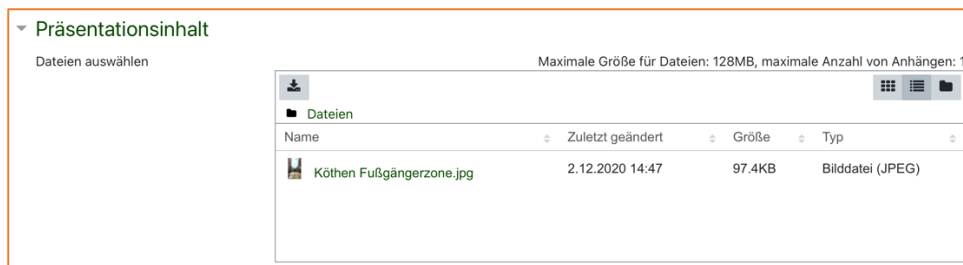 Präsentationsinhalt
Dateien auswählen
Maximale Größe für Dateien: 128MB, maximale Anzahl von Anhängen: 1
Dateien
Name Zuletzt geändert Größe Typ
Köthen Fußgängerzone.jpg 2.12.2020 14:47 97.4KB Bilddatei (JPEG)